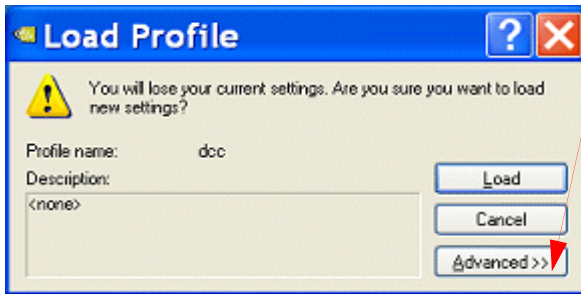 Load Profile
You will lose your current settings. Are you sure you want to load
new settings?
Profile name: dcc
Description:
<none>
Load
Cancel
Advanced >>